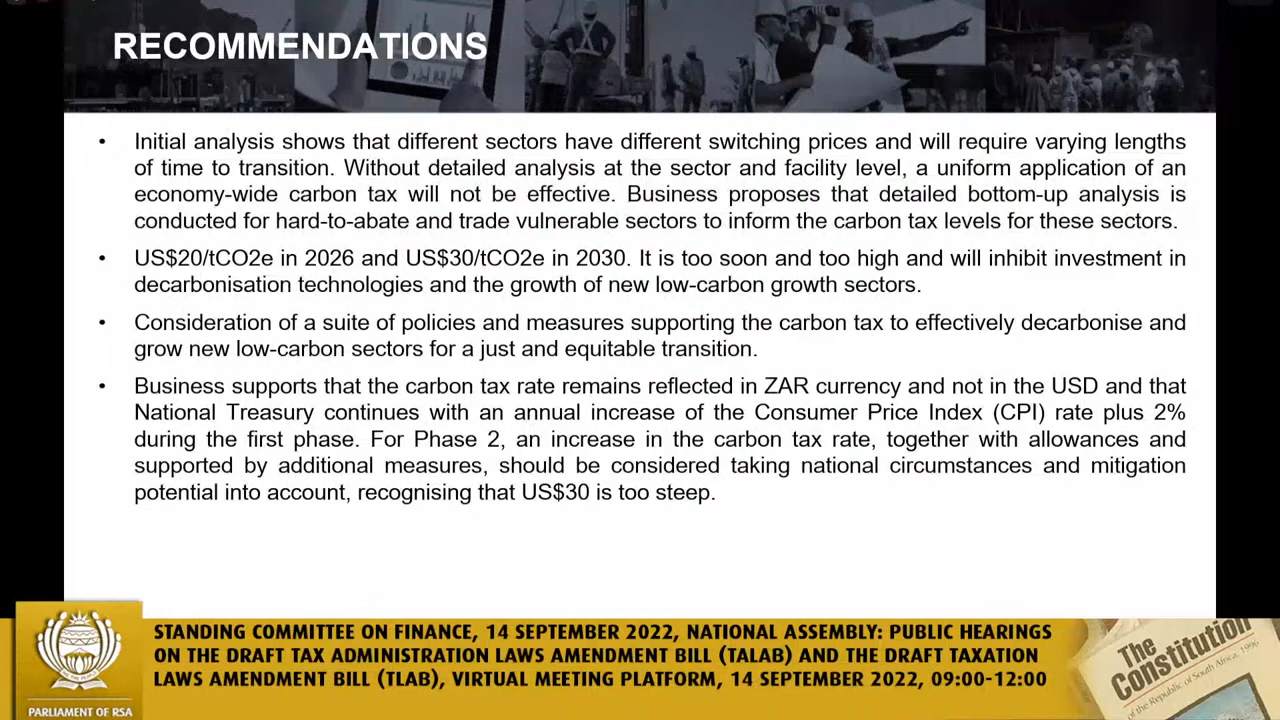 RECOMMENDATIONS
• Initial analysis shows that different sectors have different switching prices and will require varying lengths
of time to transition. Without detailed analysis at the sector and facility level, a uniform application of an
economy-wide carbon tax will not be effective. Business proposes that detailed bottom-up analysis is
conducted for hard-to-abate and trade vulnerable sectors to inform the carbon tax levels for these sectors.
• US$20/tCO2e in 2026 and US$30/tCO2e in 2030. It is too soon and too high and will inhibit investment in
decarbonisation technologies and the growth of new low-carbon growth sectors.
• Consideration of a suite of policies and measures supporting the carbon tax to effectively decarbonise and
grow new low-carbon sectors for a just and equitable transition.
• Business supports that the carbon tax rate remains reflected in ZAR currency and not in the USD and that
National Treasury continues with an annual increase of the Consumer Price Index (CPI) rate plus 2%
during the first phase. For Phase 2, an increase in the carbon tax rate, together with allowances and
supported by additional measures, should be considered taking national circumstances and mitigation
potential into account, recognising that US$30 is too steep.
STANDING COMMITTEE ON FINANCE, 14 SEPTEMBER 2022, NATIONAL ASSEMBLY: PUBLIC HEARINGS
ON THE DRAFT TAX ADMINISTRATION LAWS AMENDMENT BILL (TALAB) AND THE DRAFT TAXATION
LAWS AMENDMENT BILL (TLAB), VIRTUAL MEETING PLATFORM, 14 SEPTEMBER 2022, 09:00-12:00
PARLIAMENT OF RSA
The
Constitution
of the Republic of South Africa, 1996